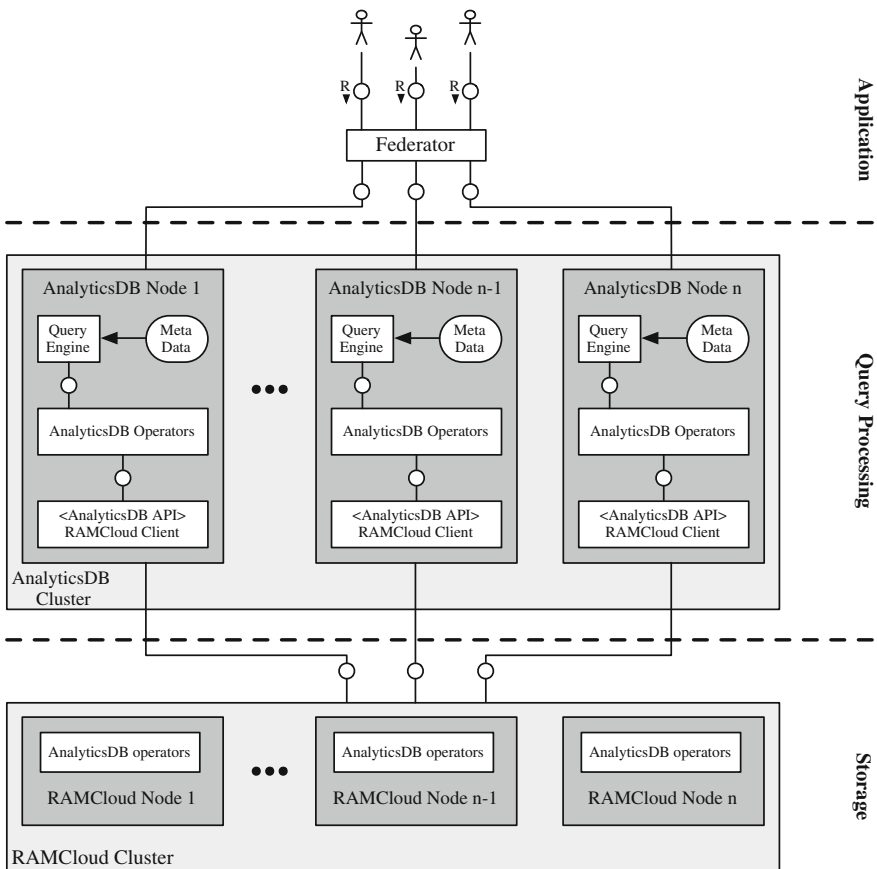 R R R
Federator
Application
AnalyticsDB Node 1
Query
Engine
Meta
Data
AnalyticsDB Operators
<AnalyticsDB API>
RAMCloud Client
AnalyticsDB Node n-1
Query
Engine
Meta
Data
AnalyticsDB Operators
<AnalyticsDB API>
RAMCloud Client
AnalyticsDB Node n
Query
Engine
Meta
Data
AnalyticsDB Operators
<AnalyticsDB API>
RAMCloud Client
AnalyticsDB
Cluster
Query Processing
AnalyticsDB operators
RAMCloud Node 1
AnalyticsDB operators
RAMCloud Node n-1
AnalyticsDB operators
RAMCloud Node n
RAMCloud Cluster
Storage